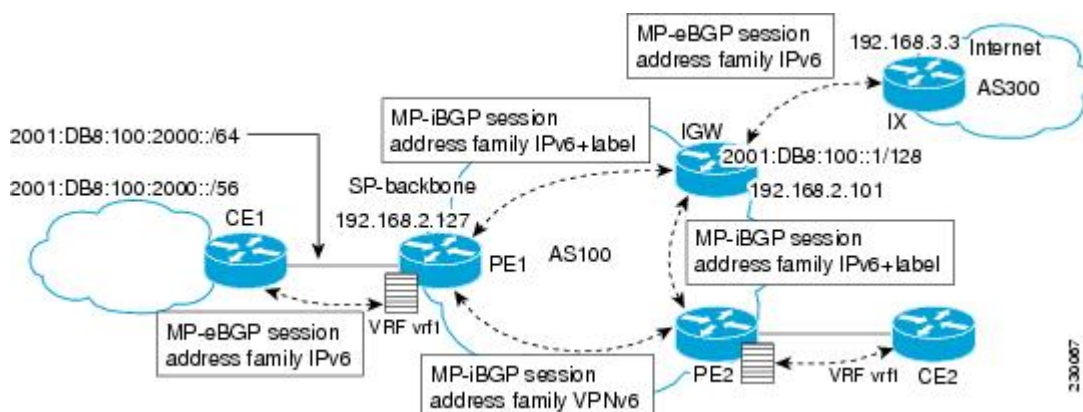 MP-eBGP session
address family IPv6
192.168.3.3
Internet
AS300
IX
MP-iBGP session
address family IPv6+label
IGW
2001:DB8:100::1/128
192.168.2.101
2001:DB8:100:2000::/64
2001:DB8:100:2000::/56
CE1
SP-backbone
192.168.2.127
PE1
AS100
MP-iBGP session
address family IPv6+label
MP-eBGP session
address family IPv6
VRF vrf1
MP-iBGP session
address family VPNv6
PE2
VRF vrf1
CE2
230067